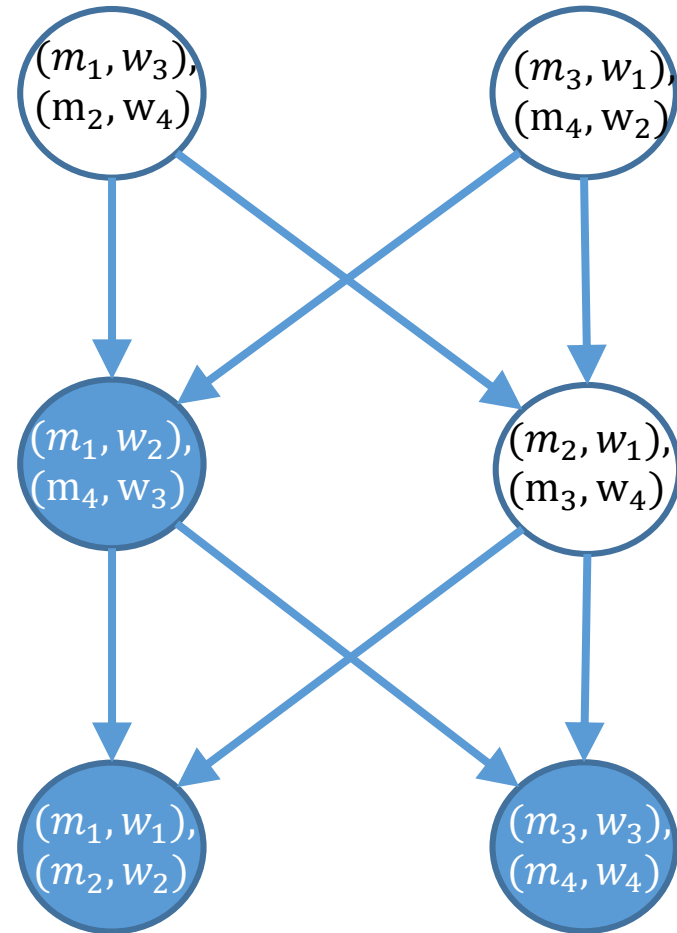 (m₁, w₃),
(m₂, w₄)
(m₃, w₁),
(m₄, w₂)
(m₁, w₂),
(m₄, w₃)
(m₂, w₁),
(m₃, w₄)
(m₁, w₁),
(m₂, w₂)
(m₃, w₃),
(m₄, w₄)